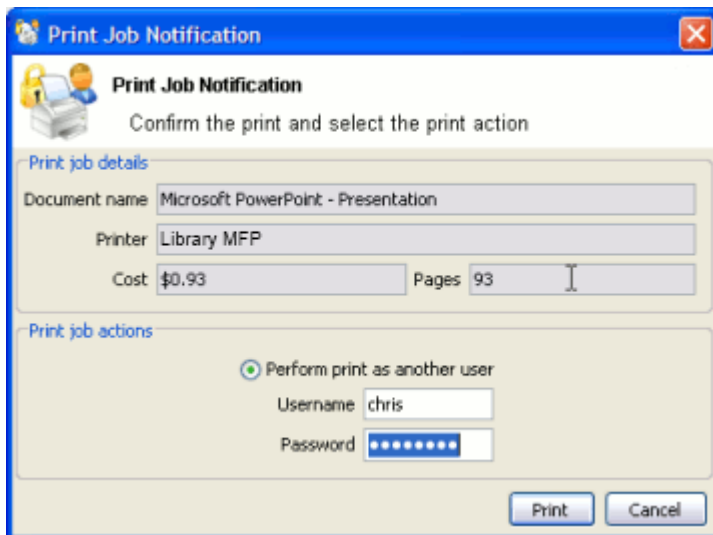 Print Job Notification
Print Job Notification
Confirm the print and select the print action
Print job details
Document name Microsoft PowerPoint - Presentation
Printer Library MFP
Cost $0.93 Pages 93
Print job actions
Perform print as another user
Username chris
Password ••••••••
Print Cancel